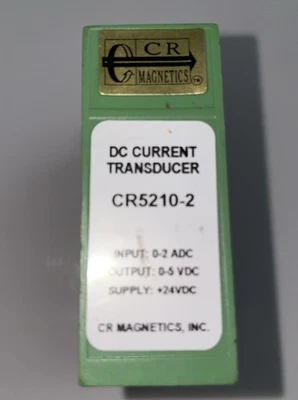 CR
MAGNETICS
TM
DC CURRENT
TRANSDUCER
CR5210-2
INPUT: 0-2 ADC
OUTPUT: 0-5 VDC
SUPPLY: +24VDC
CR MAGNETICS, INC.